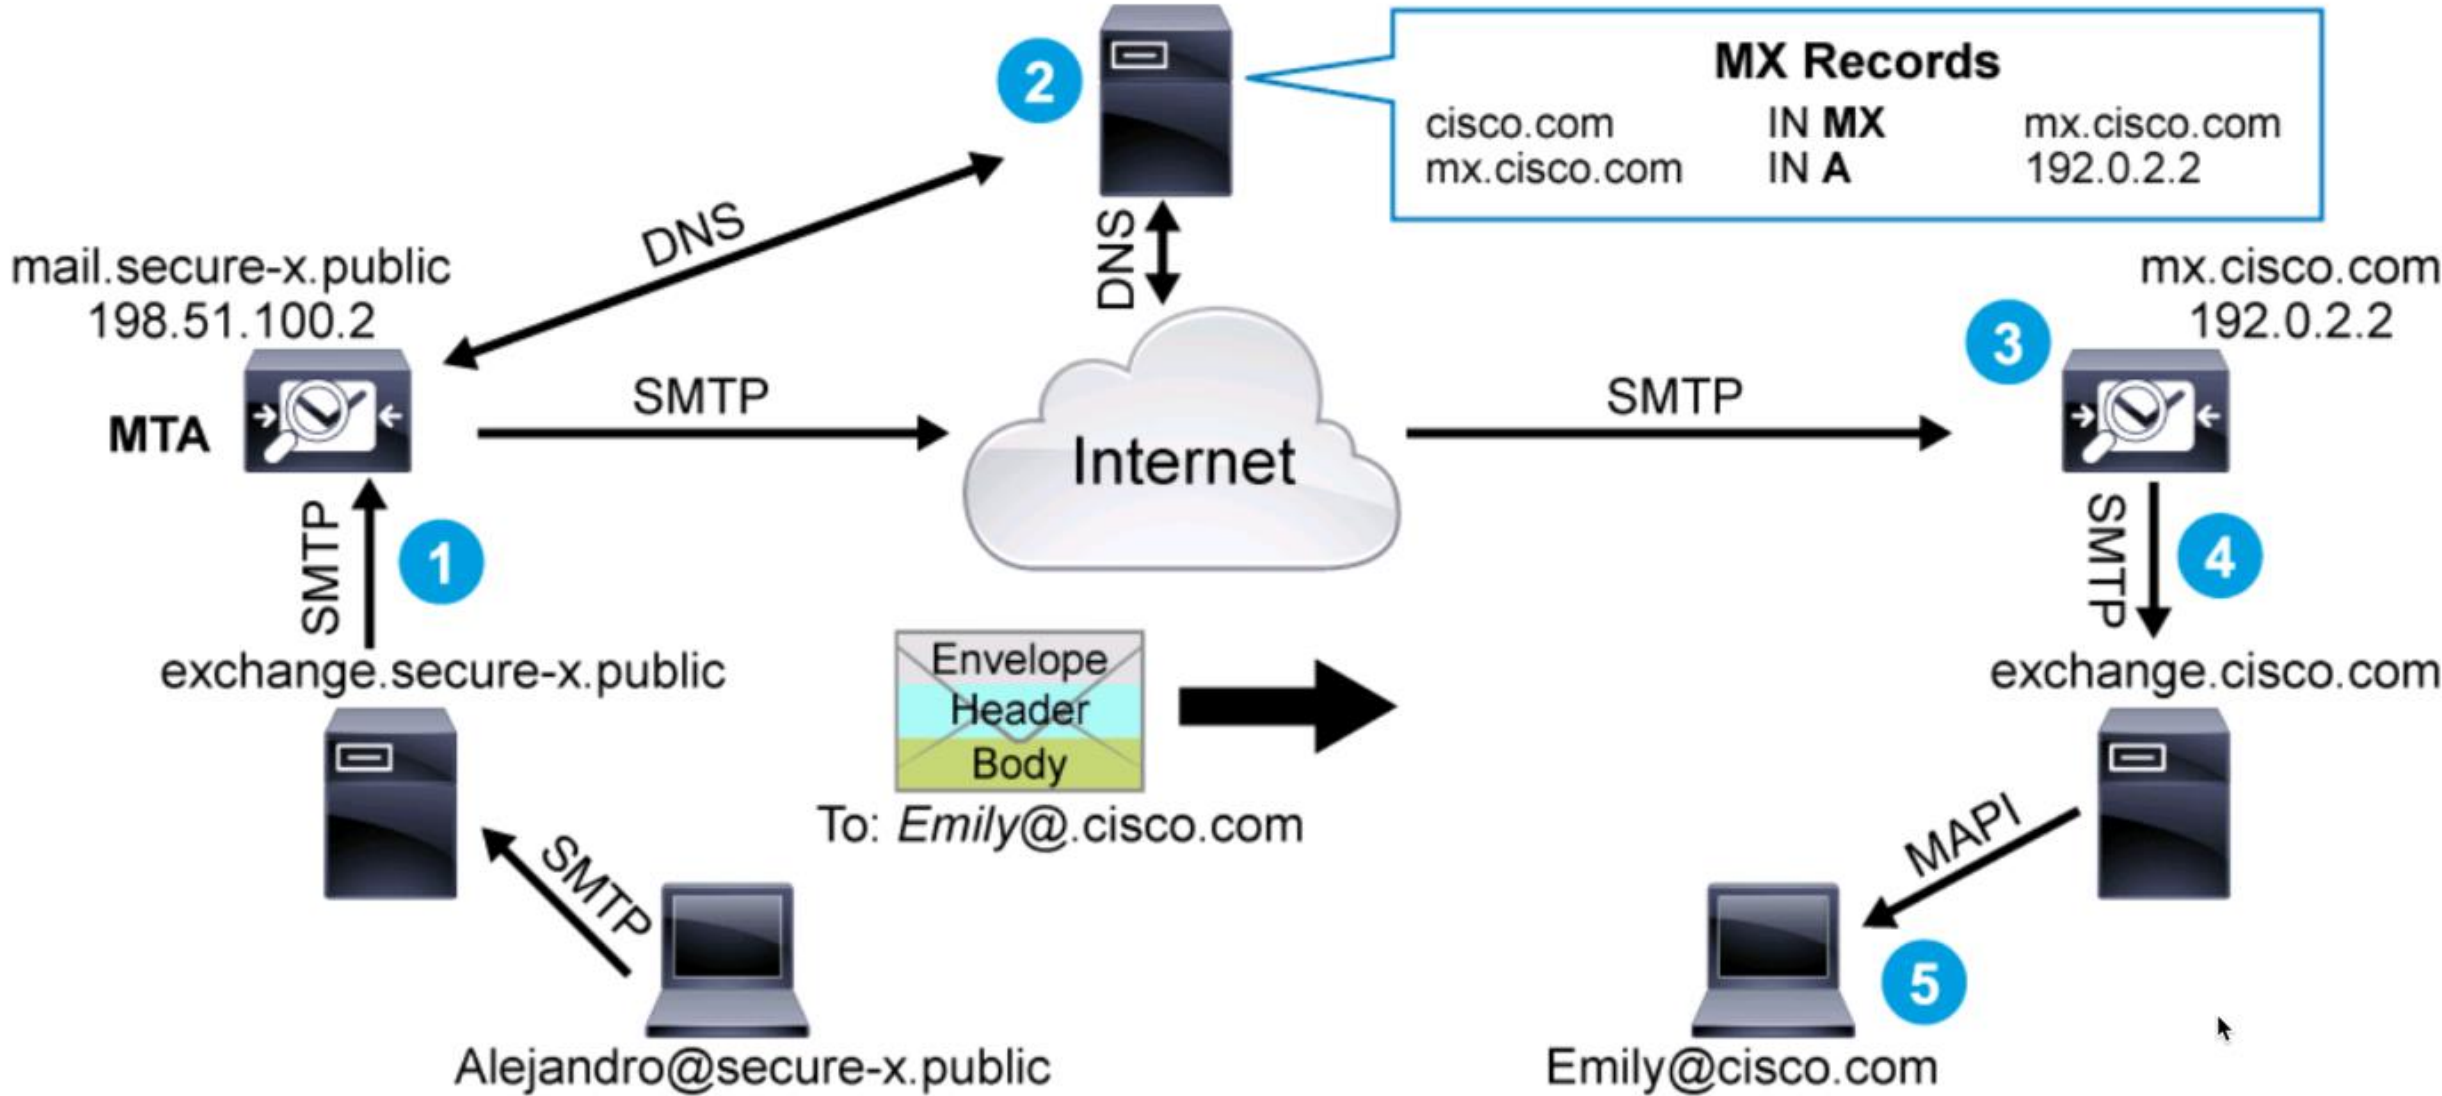 2
MX Records
cisco.com IN MX mx.cisco.com
mx.cisco.com IN A 192.0.2.2
DNS
DNS
mail.secure-x.public
198.51.100.2
MTA
SMTP
Internet
SMTP
mx.cisco.com
192.0.2.2
3
SMTP
1
exchange.secure-x.public
SMTP
4
exchange.cisco.com
Envelope
Header
Body
To: Emily@.cisco.com
SMTP
Alejandro@secure-x.public
MAPI
5
Emily@cisco.com